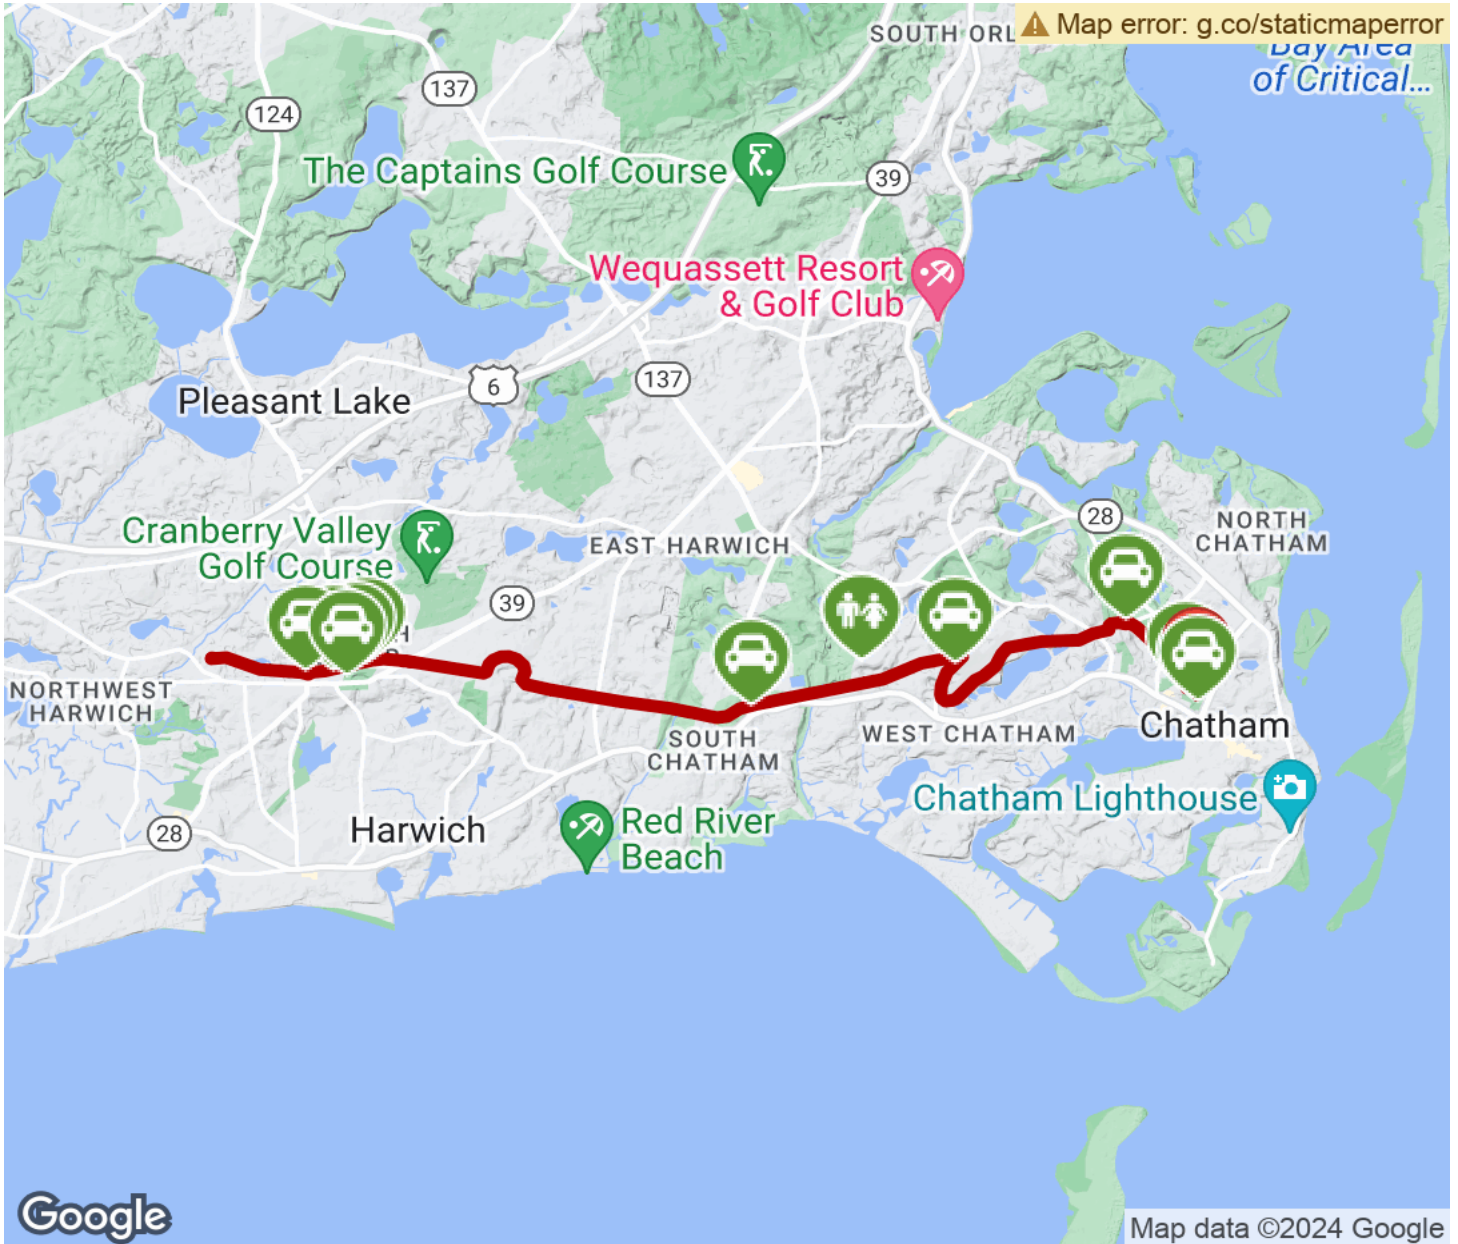 SOUTH ORL
Map error: g.co/staticmaperror
Bay Area
of Critical...
137
124
The Captains Golf Course
39
Wequassett Resort
& Golf Club
6
137
Pleasant Lake
28
NORTH
CHATHAM
Cranberry Valley
Golf Course
EAST HARWICH
39
NORTHWEST
HARWICH
SOUTH
CHATHAM
WEST CHATHAM
Chatham
Chatham Lighthouse
28
Harwich
Red River
Beach
Google
Map data ©2024 Google